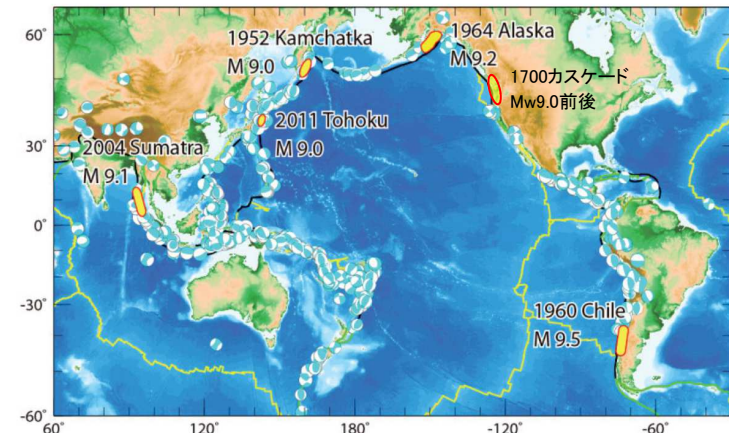 1952 Kamchatka
M 9.0
1964 Alaska
M 9.2
1700カスケード
Mw9.0前後
2011 Tohoku
M 9.0
2004 Sumatra
M 9.1
1960 Chile
M 9.5
60°
30°
0°
-30°
-60°
60°
120°
180°
-120°
-60°